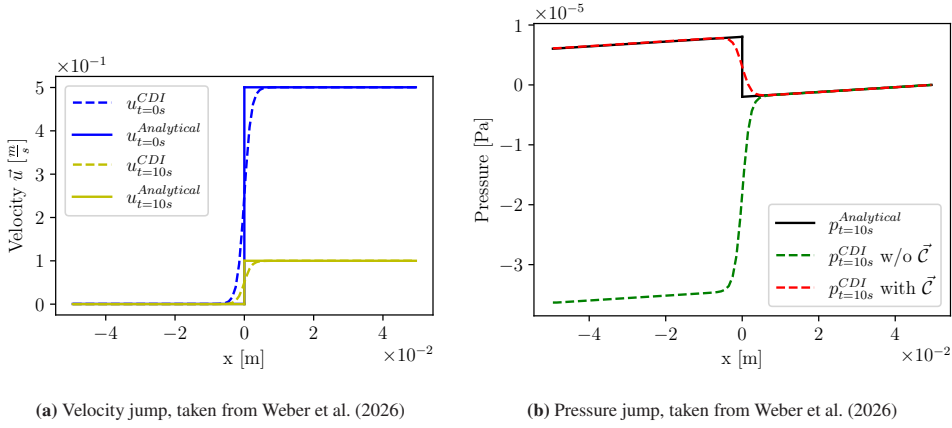 ×10⁻¹
5
4
3
2
1
0
Velocity u⃗ [m/s]
u^{CDI}_{t=0s}
u^{Analytical}_{t=0s}
u^{CDI}_{t=10s}
u^{Analytical}_{t=10s}
−4 −2 0 2 4
x [m] ×10⁻²
(a) Velocity jump, taken from Weber et al. (2026)
×10⁻⁵
1
0
−1
−2
−3
Pressure [Pa]
p^{Analytical}_{t=10s}
p^{CDI}_{t=10s} w/o 𝒞⃗
p^{CDI}_{t=10s} with 𝒞⃗
−4 −2 0 2 4
x [m] ×10⁻²
(b) Pressure jump, taken from Weber et al. (2026)